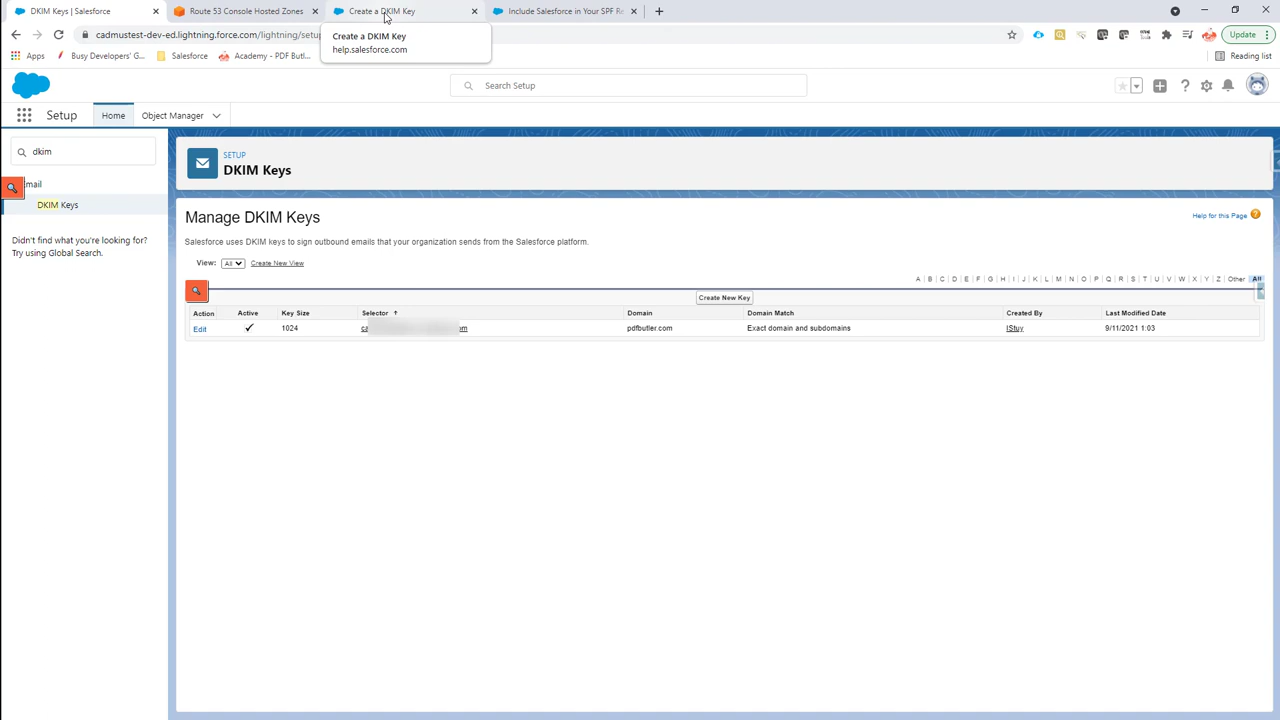 DKIM Keys | Salesforce
Route 53 Console Hosted Zones
Create a DKIM Key
Include Salesforce in Your SPF Re
cadmustest-dev-ed.lightning.force.com/lightning/setup
Create a DKIM Key
help.salesforce.com
Update
Apps
Busy Developers' G...
Salesforce
Academy - PDF Butl...
Reading list
Search Setup
Setup
Home
Object Manager
dkim
mail
DKIM Keys
Didn't find what you're looking for?
Try using Global Search.
SETUP
DKIM Keys
Manage DKIM Keys
Help for this Page
Salesforce uses DKIM keys to sign outbound emails that your organization sends from the Salesforce platform.
View: All Create New View
A B C D E F G H I J K L M N O P Q R S T U V W X Y Z Other All
Create New Key
Action Active Key Size Selector Domain Domain Match Created By Last Modified Date
Edit 1024 pdfbutler.com Exact domain and subdomains IStuy 9/11/2021 1:03